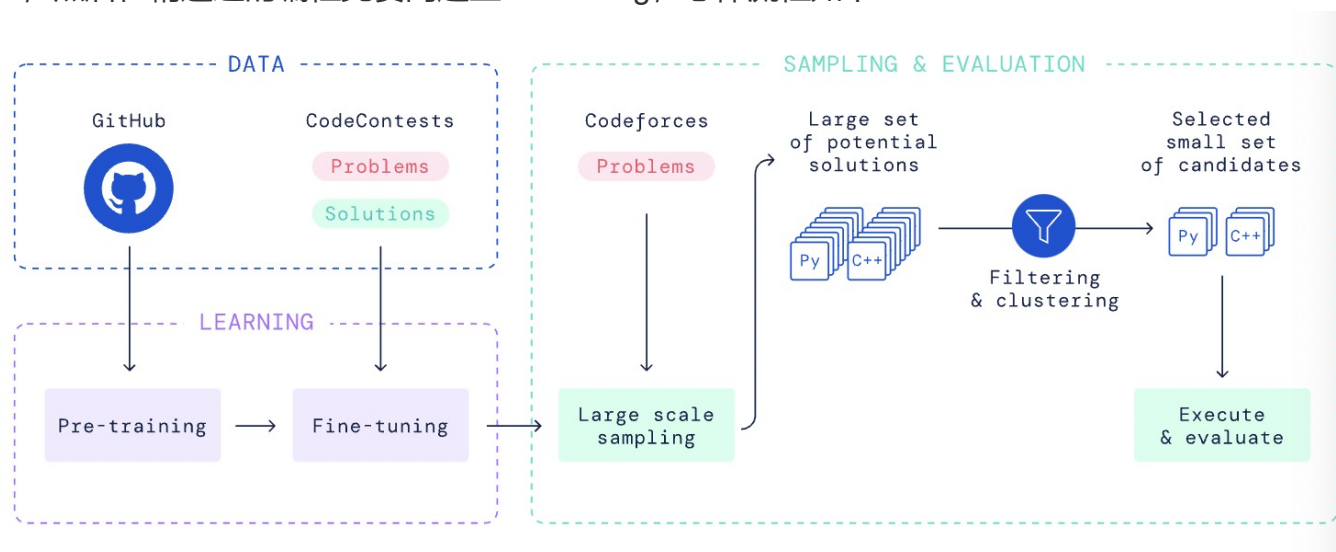 DATA
SAMPLING & EVALUATION
GitHub
CodeContests
Problems
Solutions
Codeforces
Problems
Large set
of potential
solutions
Selected
small set
of candidates
Py
C++
Py
C++
Filtering
& clustering
LEARNING
Pre-training
Fine-tuning
Large scale
sampling
Execute
& evaluate